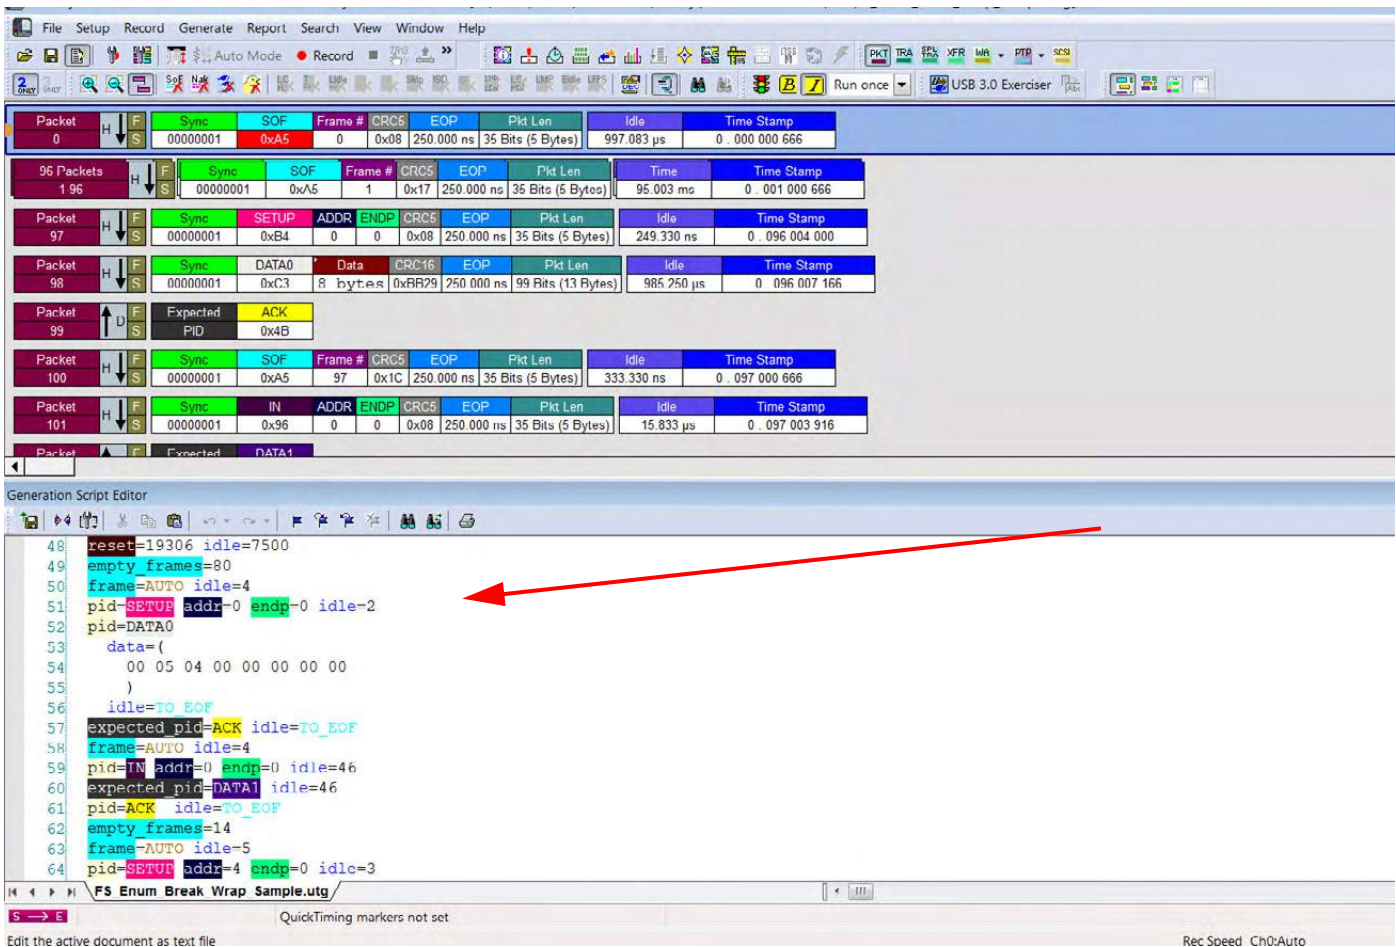 File Setup Record Generate Report Search View Window Help
Auto Mode Record PKT TRA XFR PTP SCSI
2 ONLY SOF Nak Run once USB 3.0 Exerciser
Packet H F Sync SOF Frame # CRC5 EOP Pkt Len Idle Time Stamp
0 S 00000001 0xA5 0 0x08 250.000 ns 35 Bits (5 Bytes) 997.083 µs 0 . 000 000 666
96 Packets H F Sync SOF Frame # CRC5 EOP Pkt Len Time Time Stamp
1 96 S 00000001 0xA5 1 0x17 250.000 ns 35 Bits (5 Bytes) 95.003 ms 0 . 001 000 666
Packet H F Sync SETUP ADDR ENDP CRC5 EOP Pkt Len Idle Time Stamp
97 S 00000001 0xB4 0 0 0x08 250.000 ns 35 Bits (5 Bytes) 249.330 ns 0 . 096 004 000
Packet H F Sync DATA0 Data CRC16 EOP Pkt Len Idle Time Stamp
98 S 00000001 0xC3 8 bytes 0xBB29 250 000 ns 99 Bits (13 Bytes) 985 250 µs 0 096 007 166
Packet D F Expected ACK
99 S PID 0x4B
Packet H F Sync SOF Frame # CRC5 EOP Pkt Len Idle Time Stamp
100 S 00000001 0xA5 97 0x1C 250.000 ns 35 Bits (5 Bytes) 333.330 ns 0 . 097 000 666
Packet H F Sync IN ADDR ENDP CRC5 EOP Pkt Len Idle Time Stamp
101 S 00000001 0x96 0 0 0x08 250.000 ns 35 Bits (5 Bytes) 15.833 µs 0 . 097 003 916
Packet F Expected DATA1
Generation Script Editor
48 reset=19306 idle=7500
49 empty_frames=80
50 frame=AUTO idle=4
51 pid=SETUP addr=0 endp=0 idle=2
52 pid=DATA0
53 data=(
54 00 05 04 00 00 00 00 00
55 )
56 idle=TO_EOF
57 expected_pid=ACK idle=TO_EOF
58 frame=AUTO idle=4
59 pid=IN addr=0 endp=0 idle=46
60 expected_pid=DATA1 idle=46
61 pid=ACK idle=TO_EOF
62 empty_frames=14
63 frame=AUTO idle=5
64 pid=SETUP addr=4 endp=0 idle=3
FS_Enum_Break_Wrap_Sample.utg
S → E QuickTiming markers not set
Edit the active document as text file Rec Speed Ch0:Auto